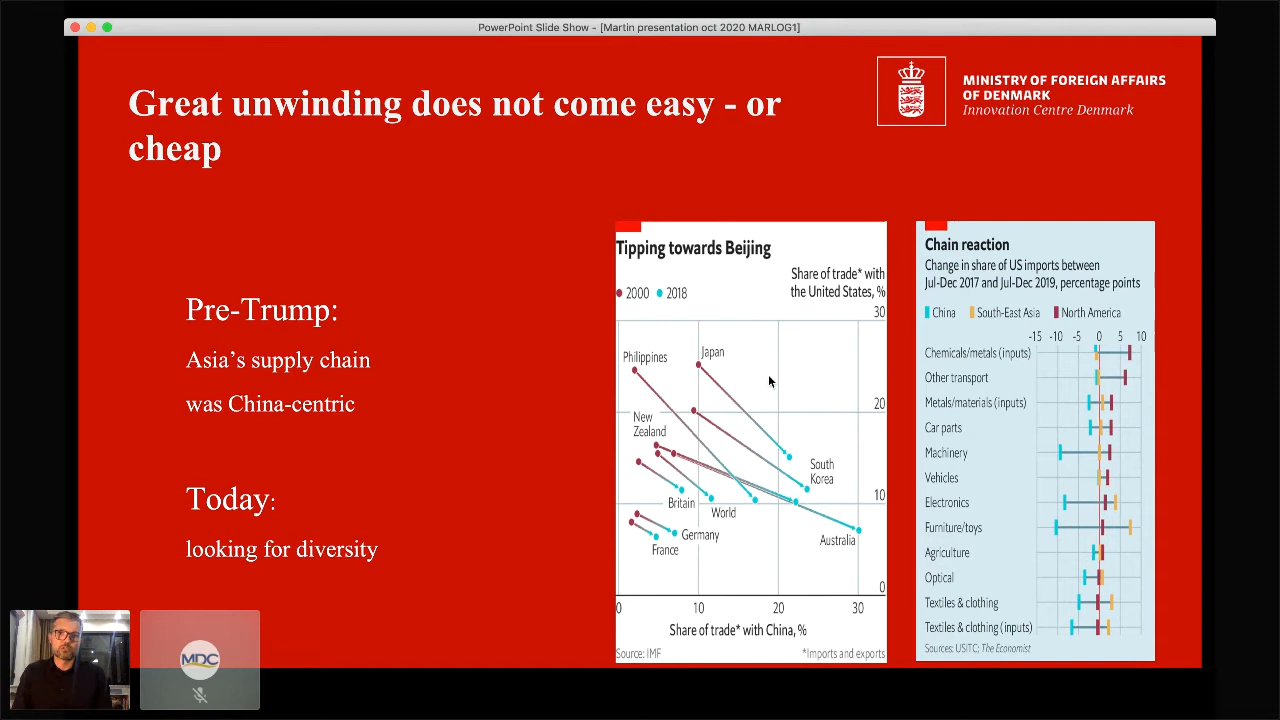 PowerPoint Slide Show - [Martin presentation oct 2020 MARLOG1]
Great unwinding does not come easy - or
cheap
MINISTRY OF FOREIGN AFFAIRS
OF DENMARK
Innovation Centre Denmark
Pre-Trump:
Asia's supply chain
was China-centric
Today:
looking for diversity
Tipping towards Beijing
Share of trade* with
the United States, %
2000 2018
30
Philippines
Japan
20
New
Zealand
South
Korea
10
Britain
World
Australia
Germany
France
0
0 10 20 30
Share of trade* with China, %
Source: IMF *Imports and exports
Chain reaction
Change in share of US imports between
Jul-Dec 2017 and Jul-Dec 2019, percentage points
China South-East Asia North America
-15 -10 -5 0 5 10
Chemicals/metals (inputs)
Other transport
Metals/materials (inputs)
Car parts
Machinery
Vehicles
Electronics
Furniture/toys
Agriculture
Optical
Textiles & clothing
Textiles & clothing (inputs)
Sources: USITC; The Economist
MDC